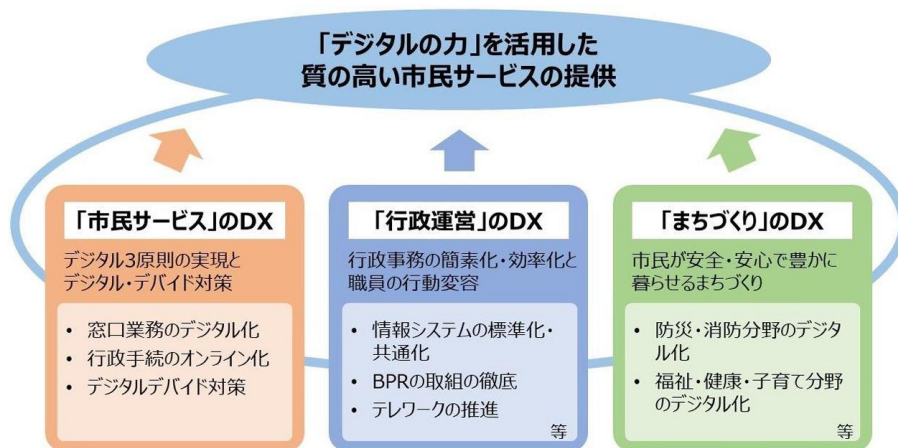 「デジタルの力」を活用した
質の高い市民サービスの提供
「市民サービス」のDX
デジタル3原則の実現と
デジタル・デバイド対策
• 窓口業務のデジタル化
• 行政手続のオンライン化
• デジタルデバイド対策
「行政運営」のDX
行政事務の簡素化・効率化と
職員の行動変容
• 情報システムの標準化・
共通化
• BPRの取組の徹底
• テレワークの推進
等
「まちづくり」のDX
市民が安全・安心で豊かに
暮らせるまちづくり
• 防災・消防分野のデジタ
ル化
• 福祉・健康・子育て分野
のデジタル化
等